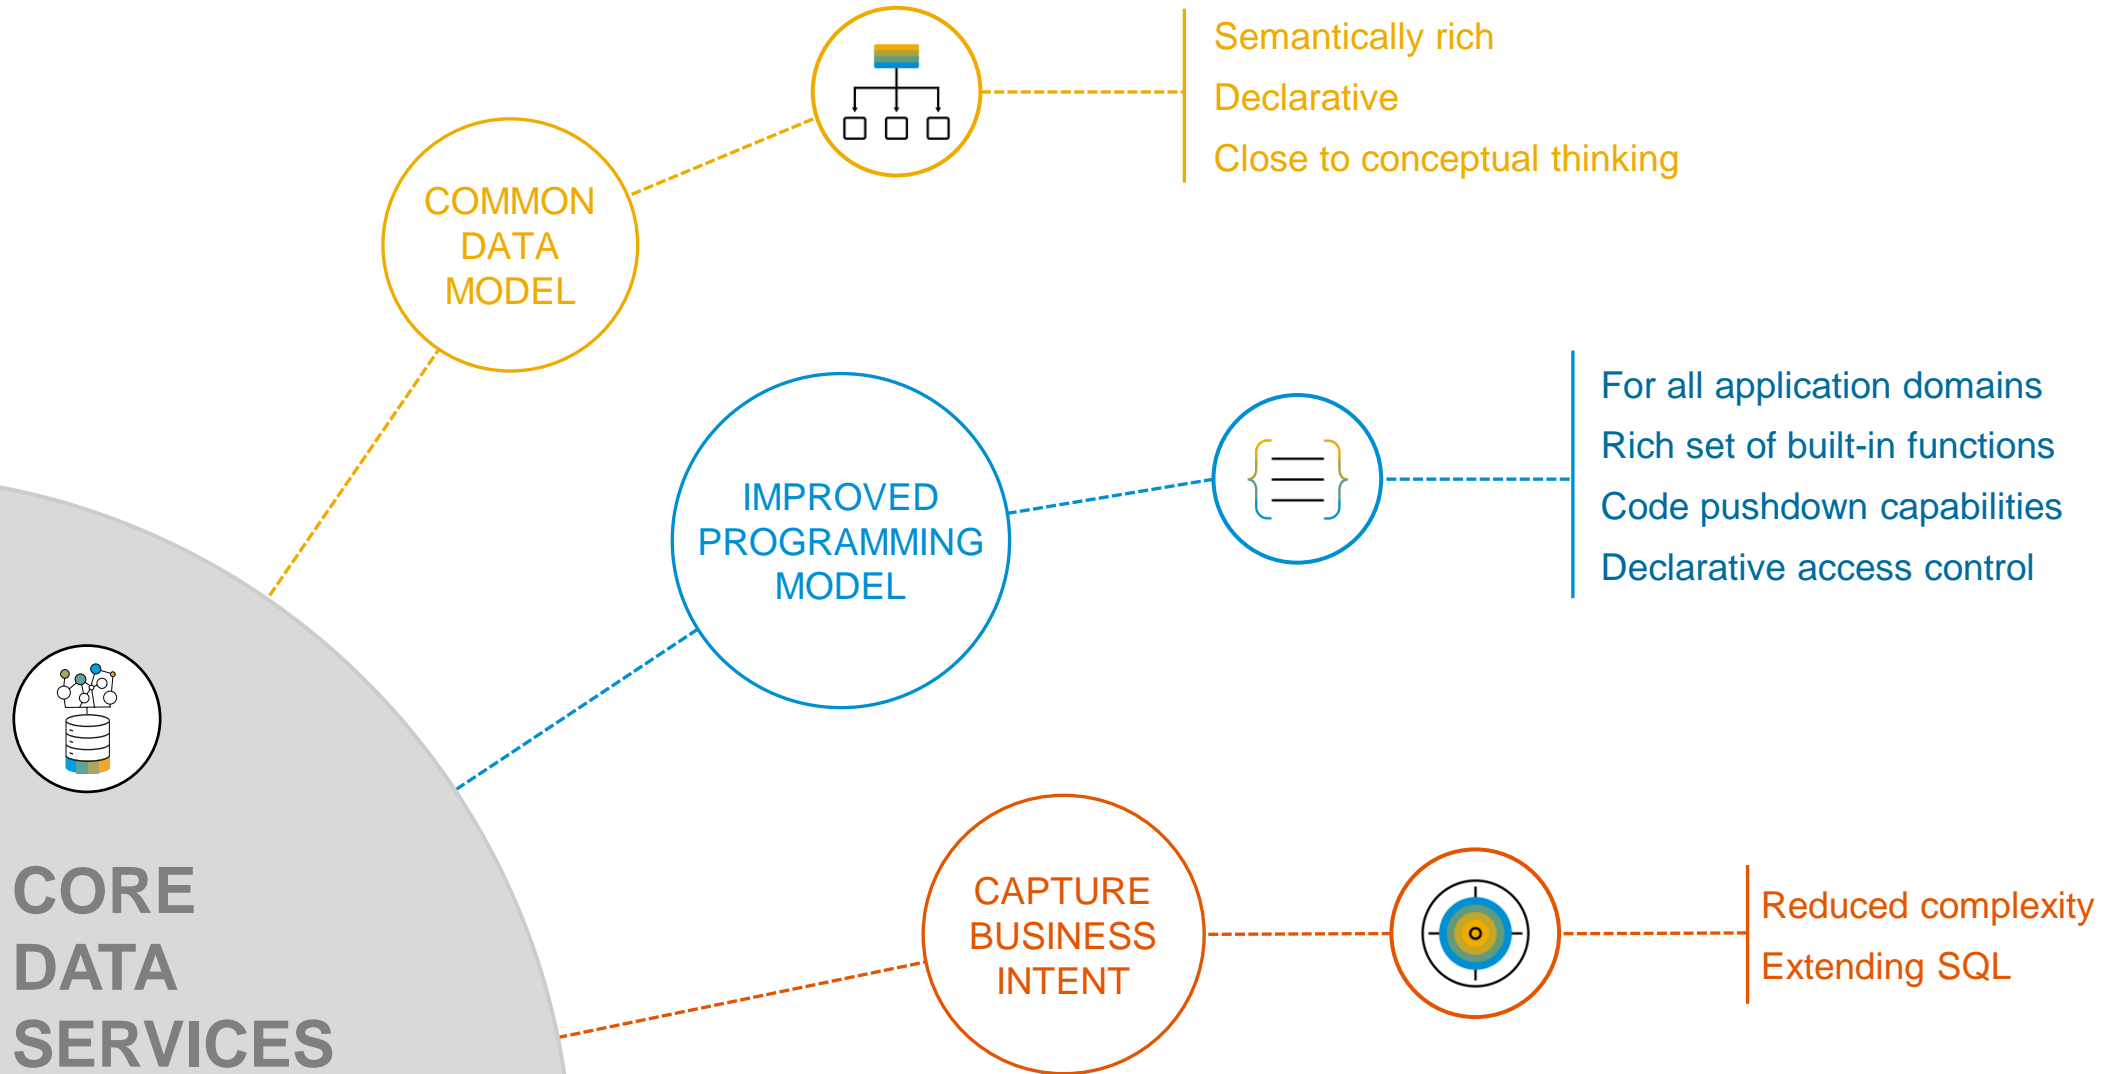 CORE
DATA
SERVICES
COMMON
DATA
MODEL
Semantically rich
Declarative
Close to conceptual thinking
IMPROVED
PROGRAMMING
MODEL
For all application domains
Rich set of built-in functions
Code pushdown capabilities
Declarative access control
CAPTURE
BUSINESS
INTENT
Reduced complexity
Extending SQL